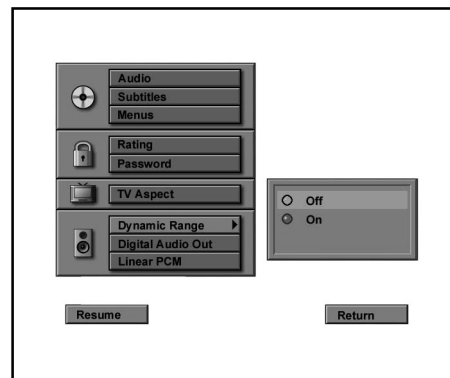 Audio
Subtitles
Menus
Rating
Password
TV Aspect
Dynamic Range
Digital Audio Out
Linear PCM
Off
On
Resume
Return